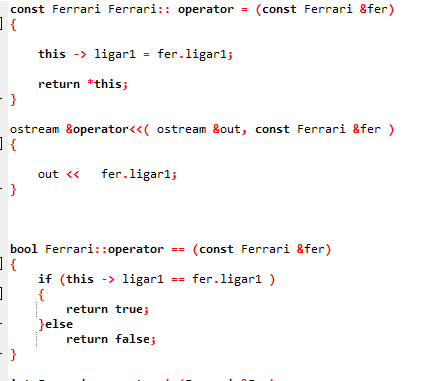 const Ferrari Ferrari:: operator = (const Ferrari &fer)
{
this -> ligar1 = fer.ligar1;
return *this;
}
ostream &operator<<( ostream &out, const Ferrari &fer )
{
out << fer.ligar1;
}
bool Ferrari::operator == (const Ferrari &fer)
{
if (this -> ligar1 == fer.ligar1 )
{
return true;
}else
return false;
}